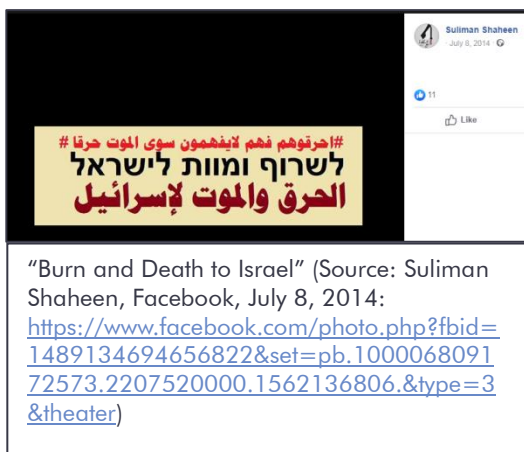 #احرقوهم فهم لايفهمون سوى الموت حرقا#
לשרוף ומוות לישראל
الحرق والموت لإسرائيل
Suliman Shaheen
July 8, 2014
11
Like
“Burn and Death to Israel” (Source: Suliman
Shaheen, Facebook, July 8, 2014:
https://www.facebook.com/photo.php?fbid=
1489134694656822&set=pb.1000068091
72573.2207520000.1562136806.&type=3
&theater)